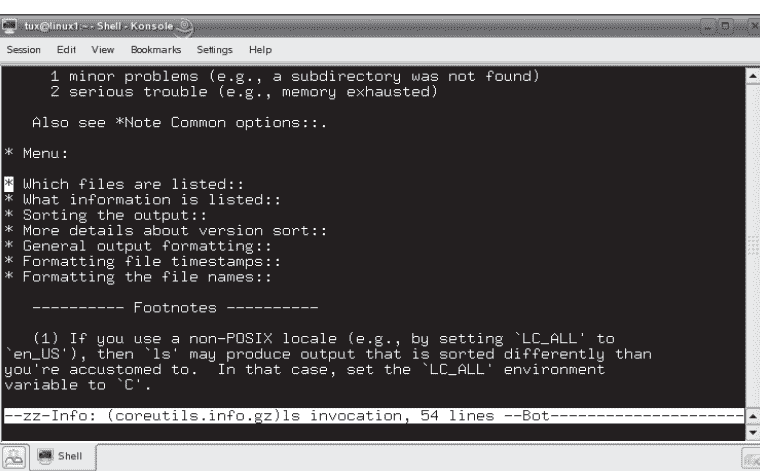 tux@linux1:~ - Shell - Konsole
Session Edit View Bookmarks Settings Help
1 minor problems (e.g., a subdirectory was not found)
2 serious trouble (e.g., memory exhausted)
Also see *Note Common options::.
* Menu:
* Which files are listed::
* What information is listed::
* Sorting the output::
* More details about version sort::
* General output formatting::
* Formatting file timestamps::
* Formatting the file names::
---------- Footnotes ----------
(1) If you use a non-POSIX locale (e.g., by setting `LC_ALL' to
`en_US'), then `ls' may produce output that is sorted differently than
you're accustomed to.  In that case, set the `LC_ALL' environment
variable to `C'.
--zz-Info: (coreutils.info.gz)ls invocation, 54 lines --Bot----------------------
Shell